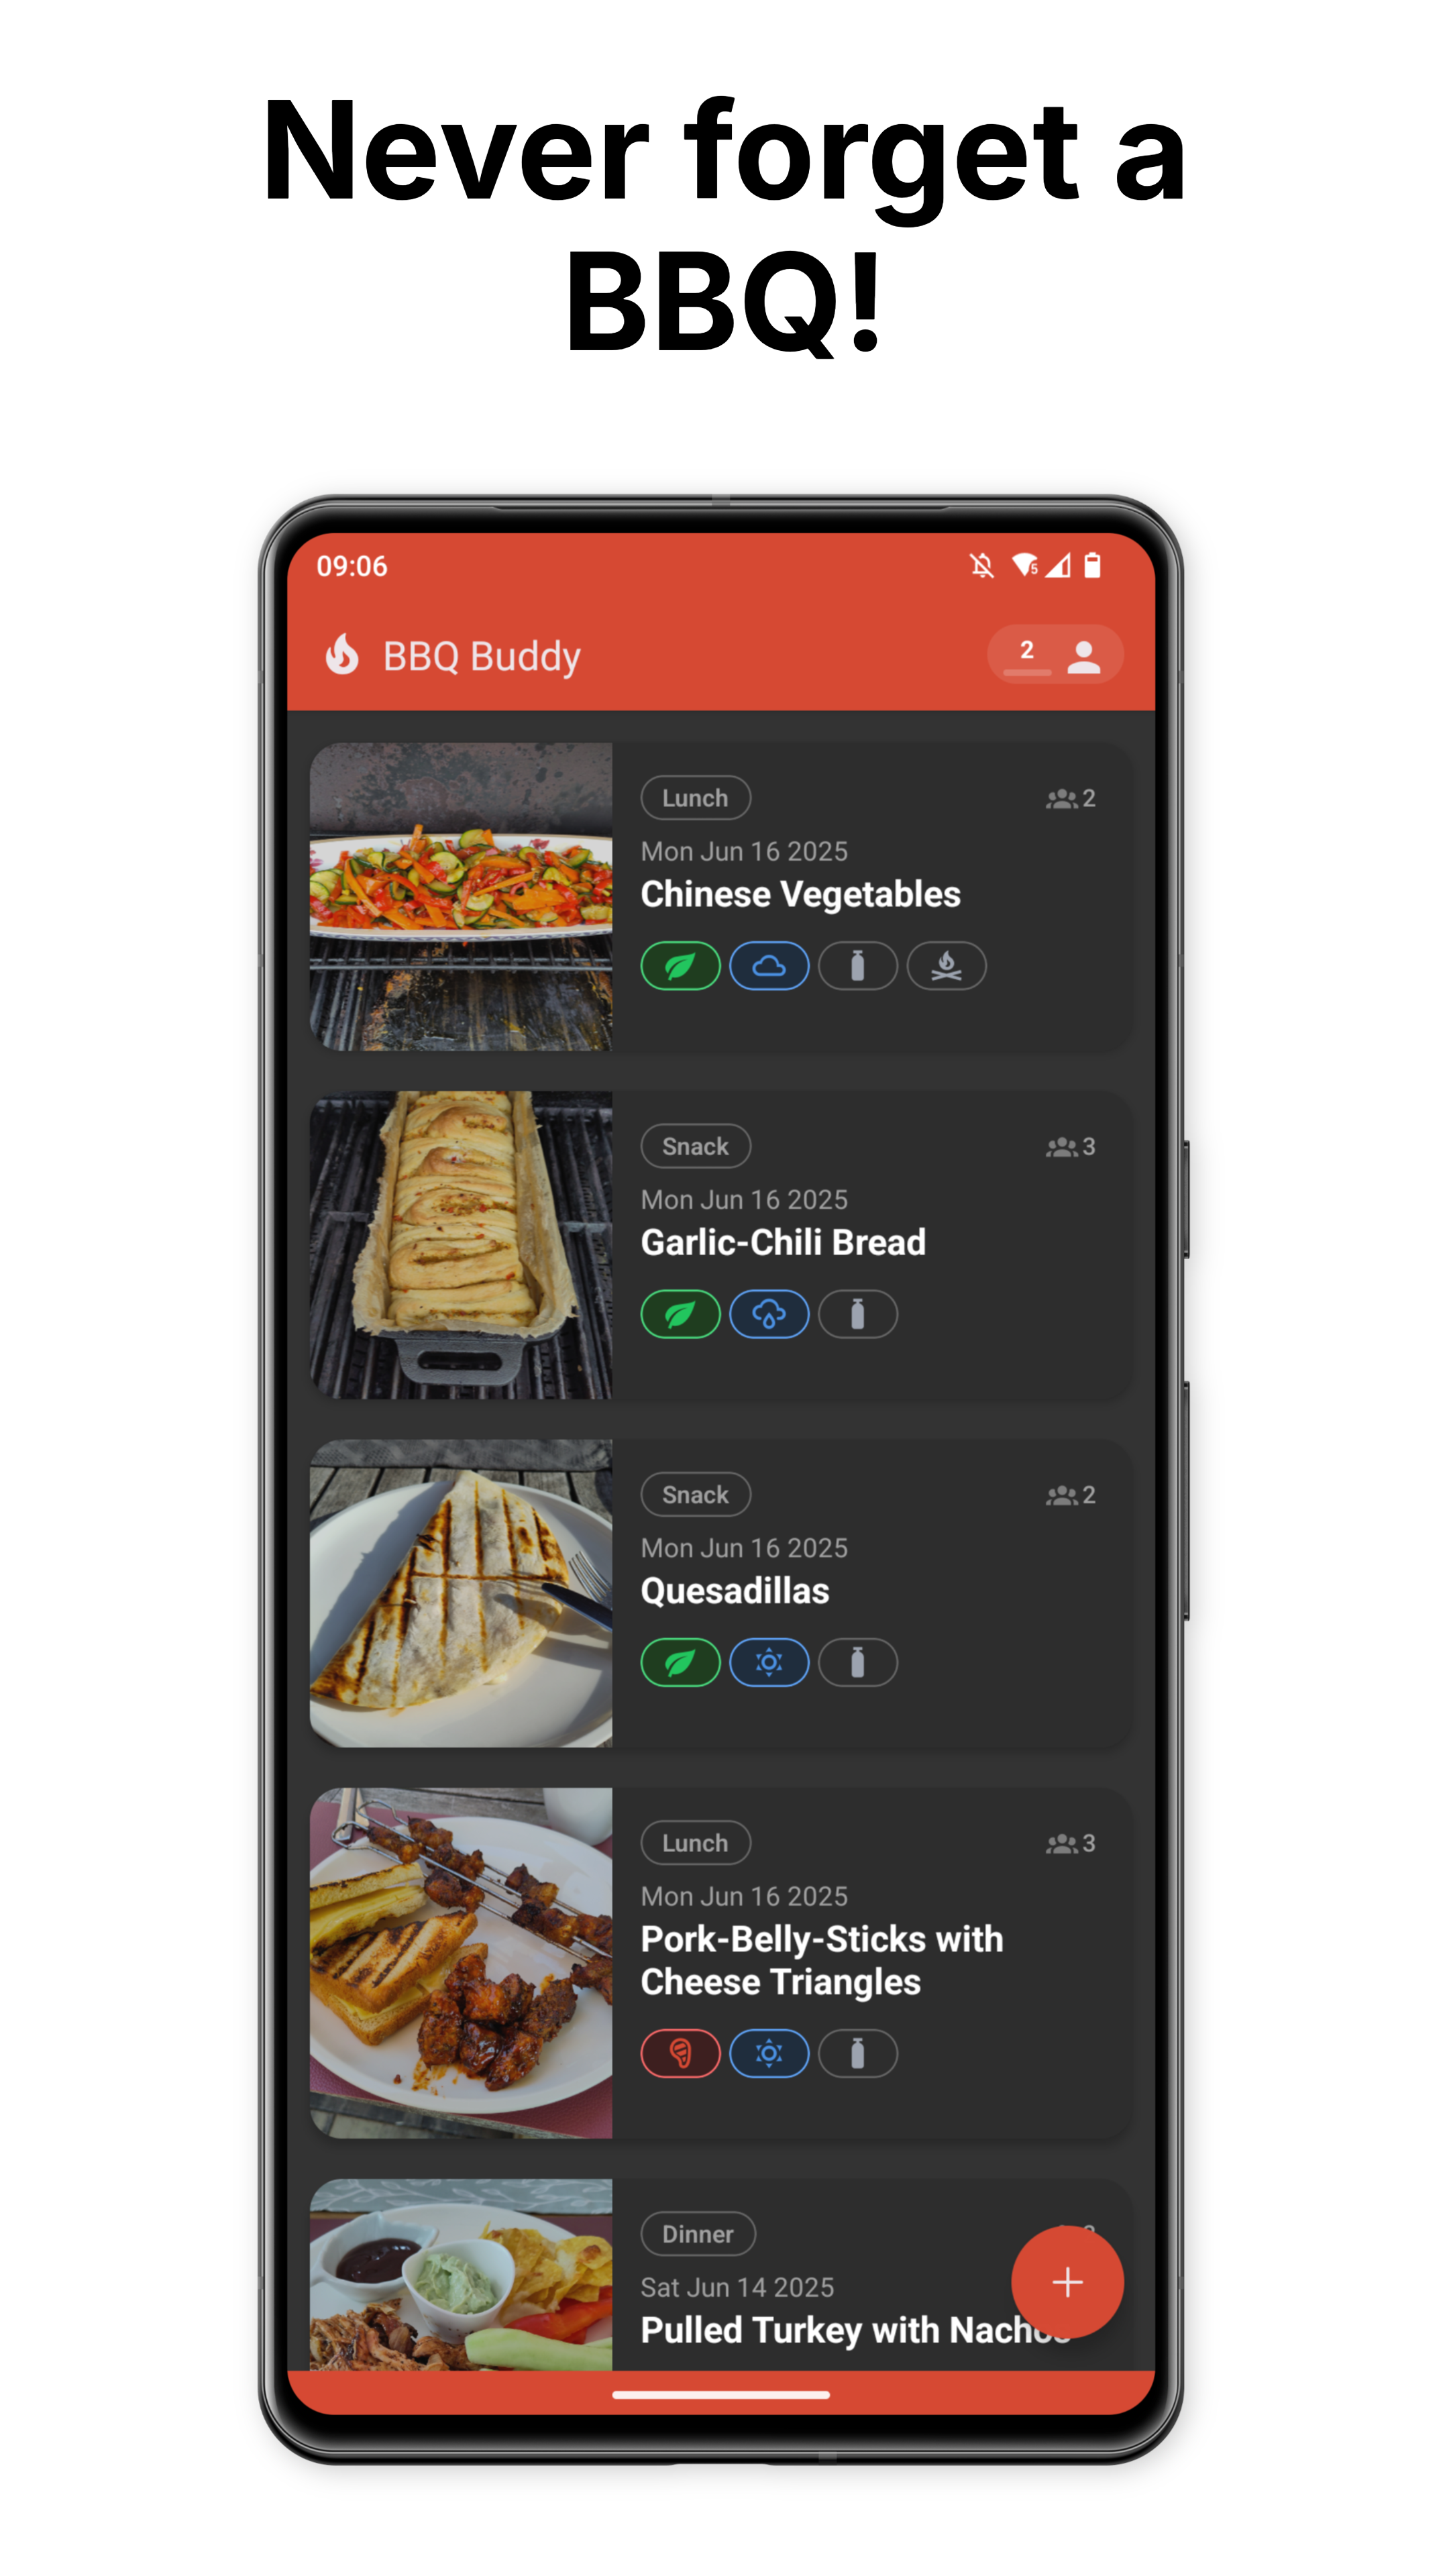 Never forget a
BBQ!
09:06
5
BBQ Buddy
2
Lunch
2
Mon Jun 16 2025
Chinese Vegetables
Snack
3
Mon Jun 16 2025
Garlic-Chili Bread
Snack
2
Mon Jun 16 2025
Quesadillas
Lunch
3
Mon Jun 16 2025
Pork-Belly-Sticks with
Cheese Triangles
Dinner
Sat Jun 14 2025
Pulled Turkey with Nachos